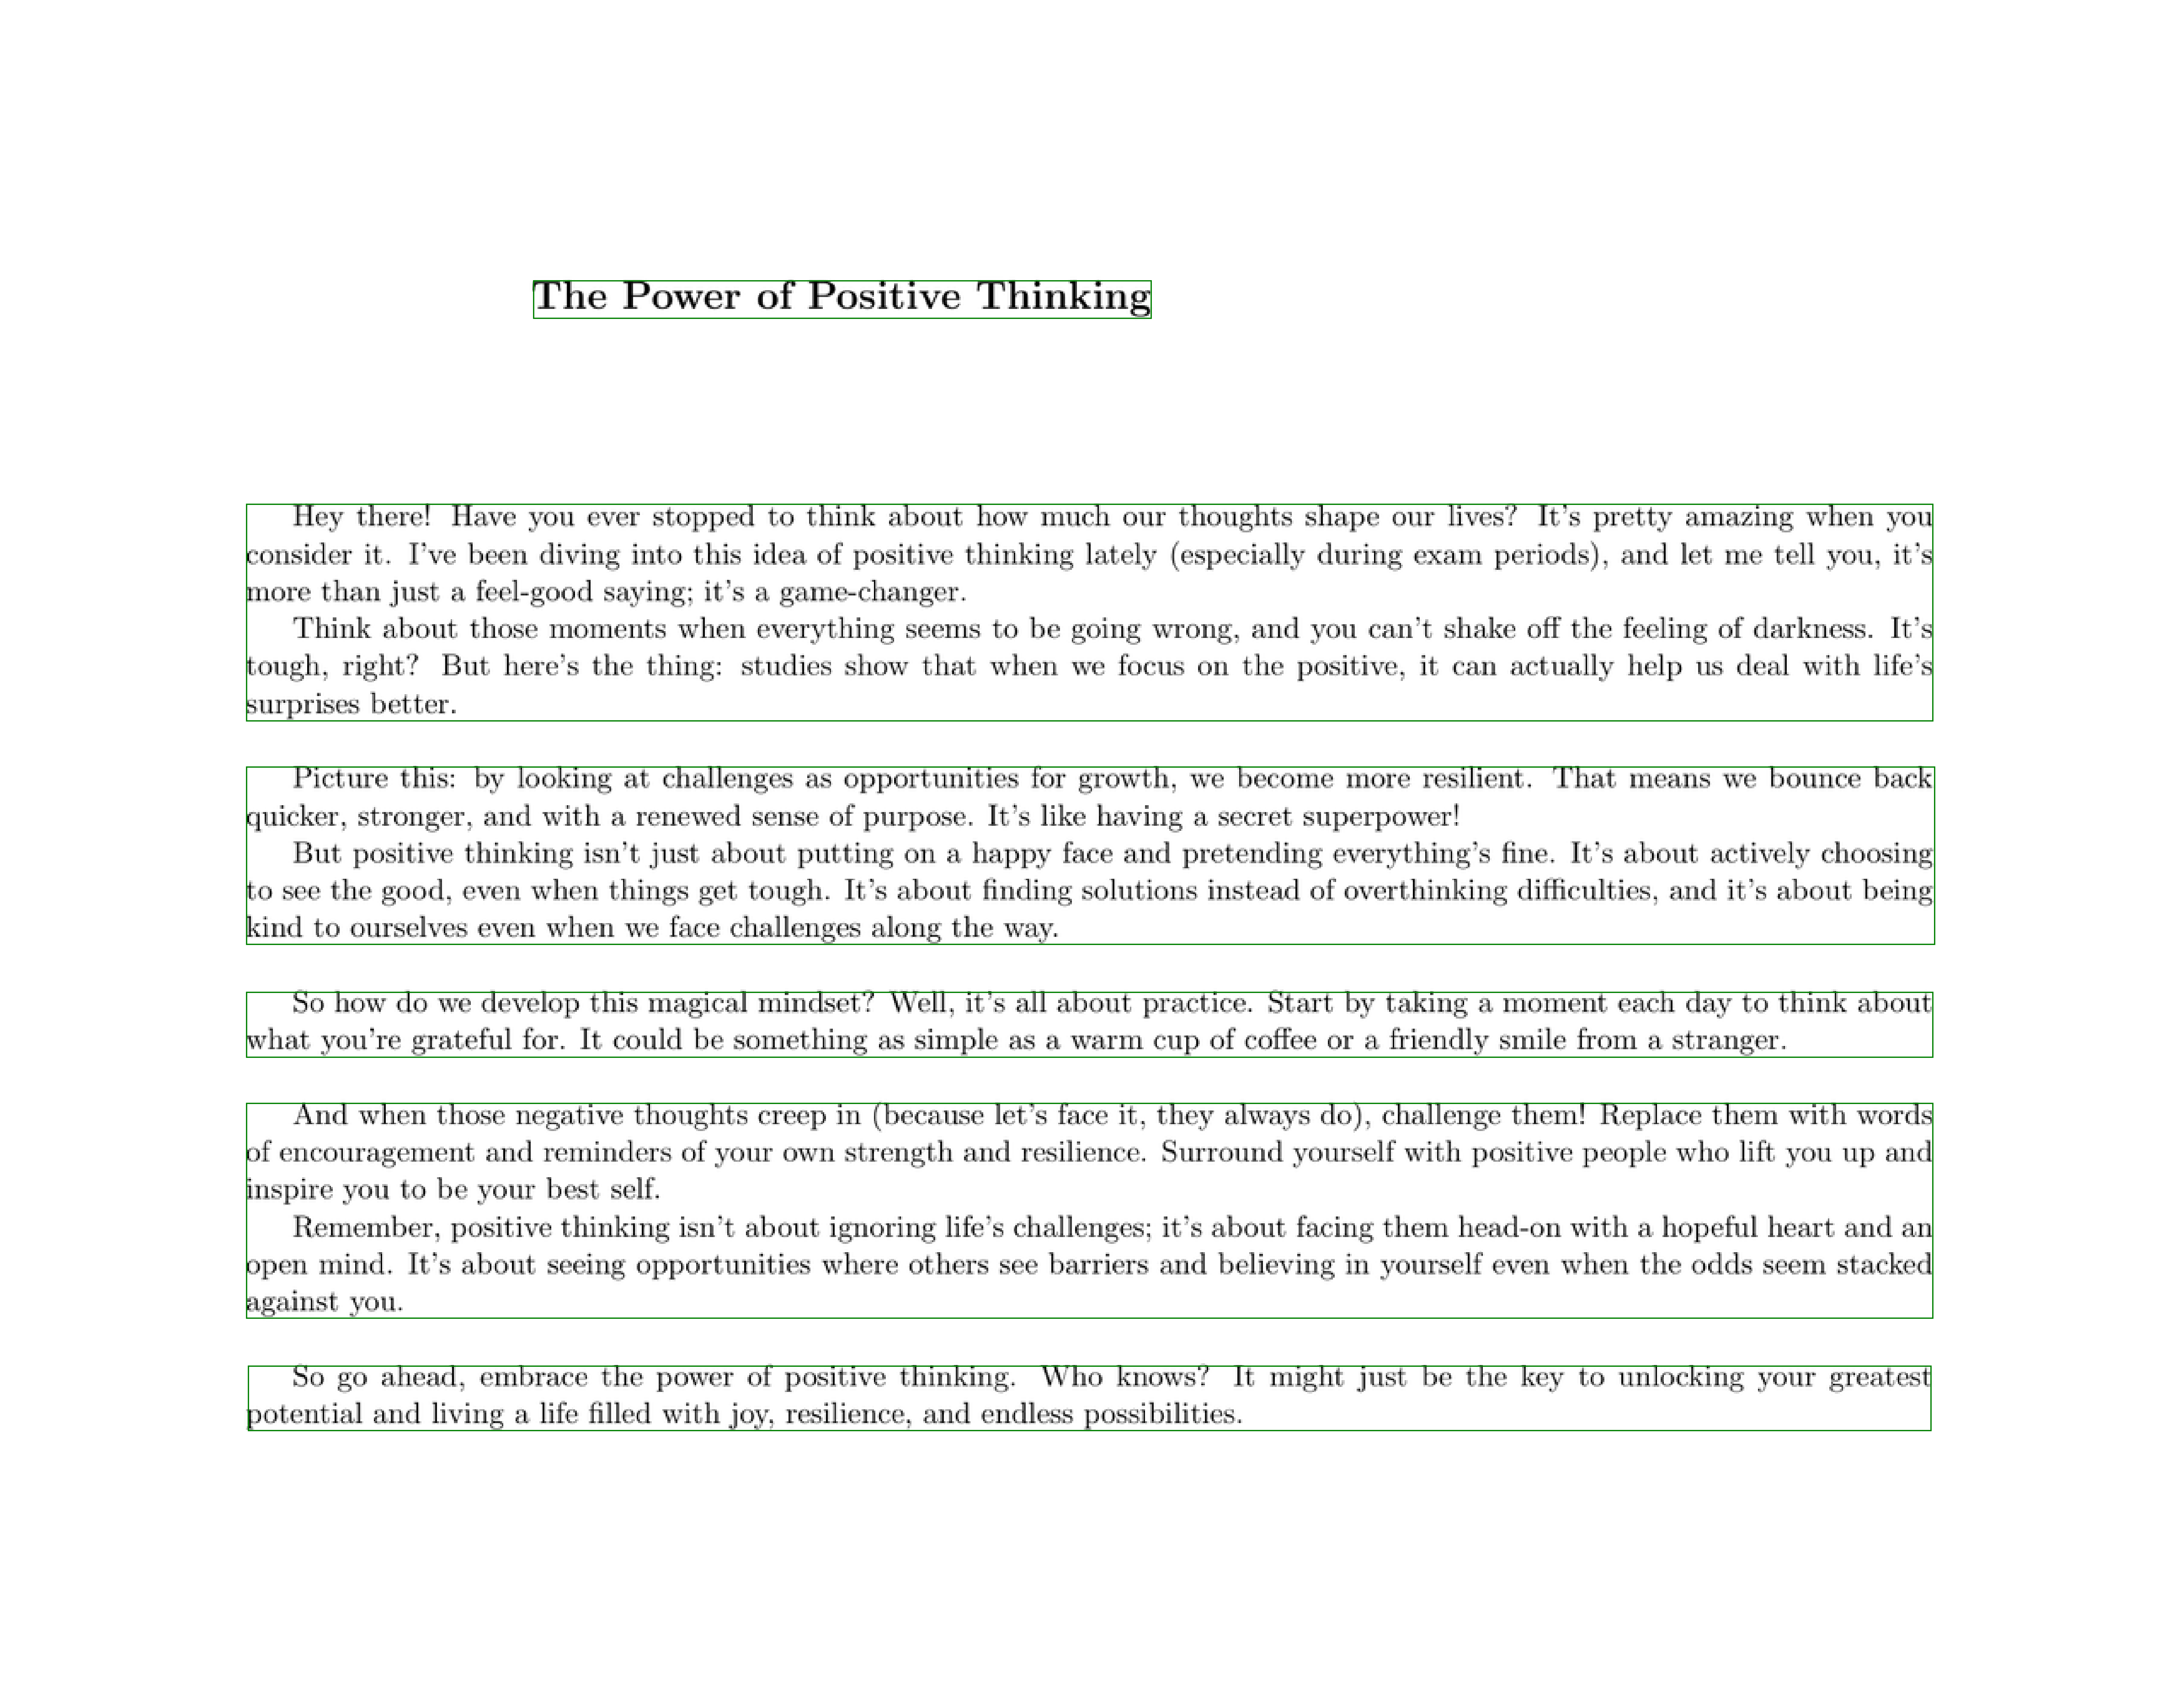 The Power of Positive Thinking
Hey there! Have you ever stopped to think about how much our thoughts shape our lives? It's pretty amazing when you
consider it. I've been diving into this idea of positive thinking lately (especially during exam periods), and let me tell you, it's
more than just a feel-good saying; it's a game-changer.
Think about those moments when everything seems to be going wrong, and you can't shake off the feeling of darkness. It's
tough, right? But here's the thing: studies show that when we focus on the positive, it can actually help us deal with life's
surprises better.
Picture this: by looking at challenges as opportunities for growth, we become more resilient. That means we bounce back
quicker, stronger, and with a renewed sense of purpose. It's like having a secret superpower!
But positive thinking isn't just about putting on a happy face and pretending everything's fine. It's about actively choosing
to see the good, even when things get tough. It's about finding solutions instead of overthinking difficulties, and it's about being
kind to ourselves even when we face challenges along the way.
So how do we develop this magical mindset? Well, it's all about practice. Start by taking a moment each day to think about
what you're grateful for. It could be something as simple as a warm cup of coffee or a friendly smile from a stranger.
And when those negative thoughts creep in (because let's face it, they always do), challenge them! Replace them with words
of encouragement and reminders of your own strength and resilience. Surround yourself with positive people who lift you up and
inspire you to be your best self.
Remember, positive thinking isn't about ignoring life's challenges; it's about facing them head-on with a hopeful heart and an
open mind. It's about seeing opportunities where others see barriers and believing in yourself even when the odds seem stacked
against you.
So go ahead, embrace the power of positive thinking. Who knows? It might just be the key to unlocking your greatest
potential and living a life filled with joy, resilience, and endless possibilities.